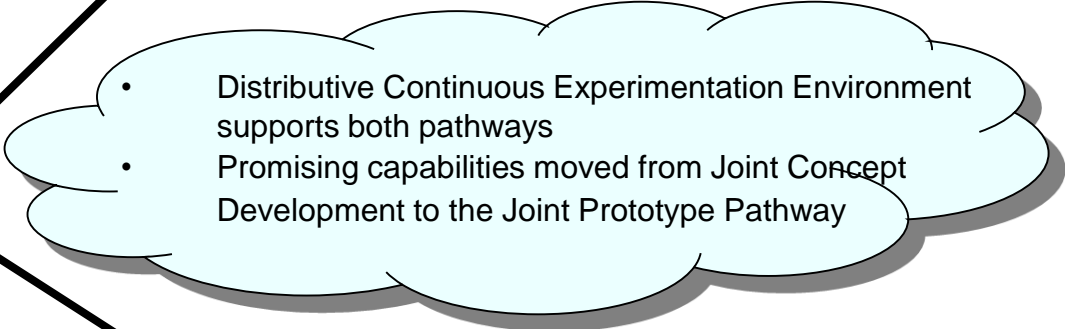 • Distributive Continuous Experimentation Environment
supports both pathways
• Promising capabilities moved from Joint Concept
Development to the Joint Prototype Pathway